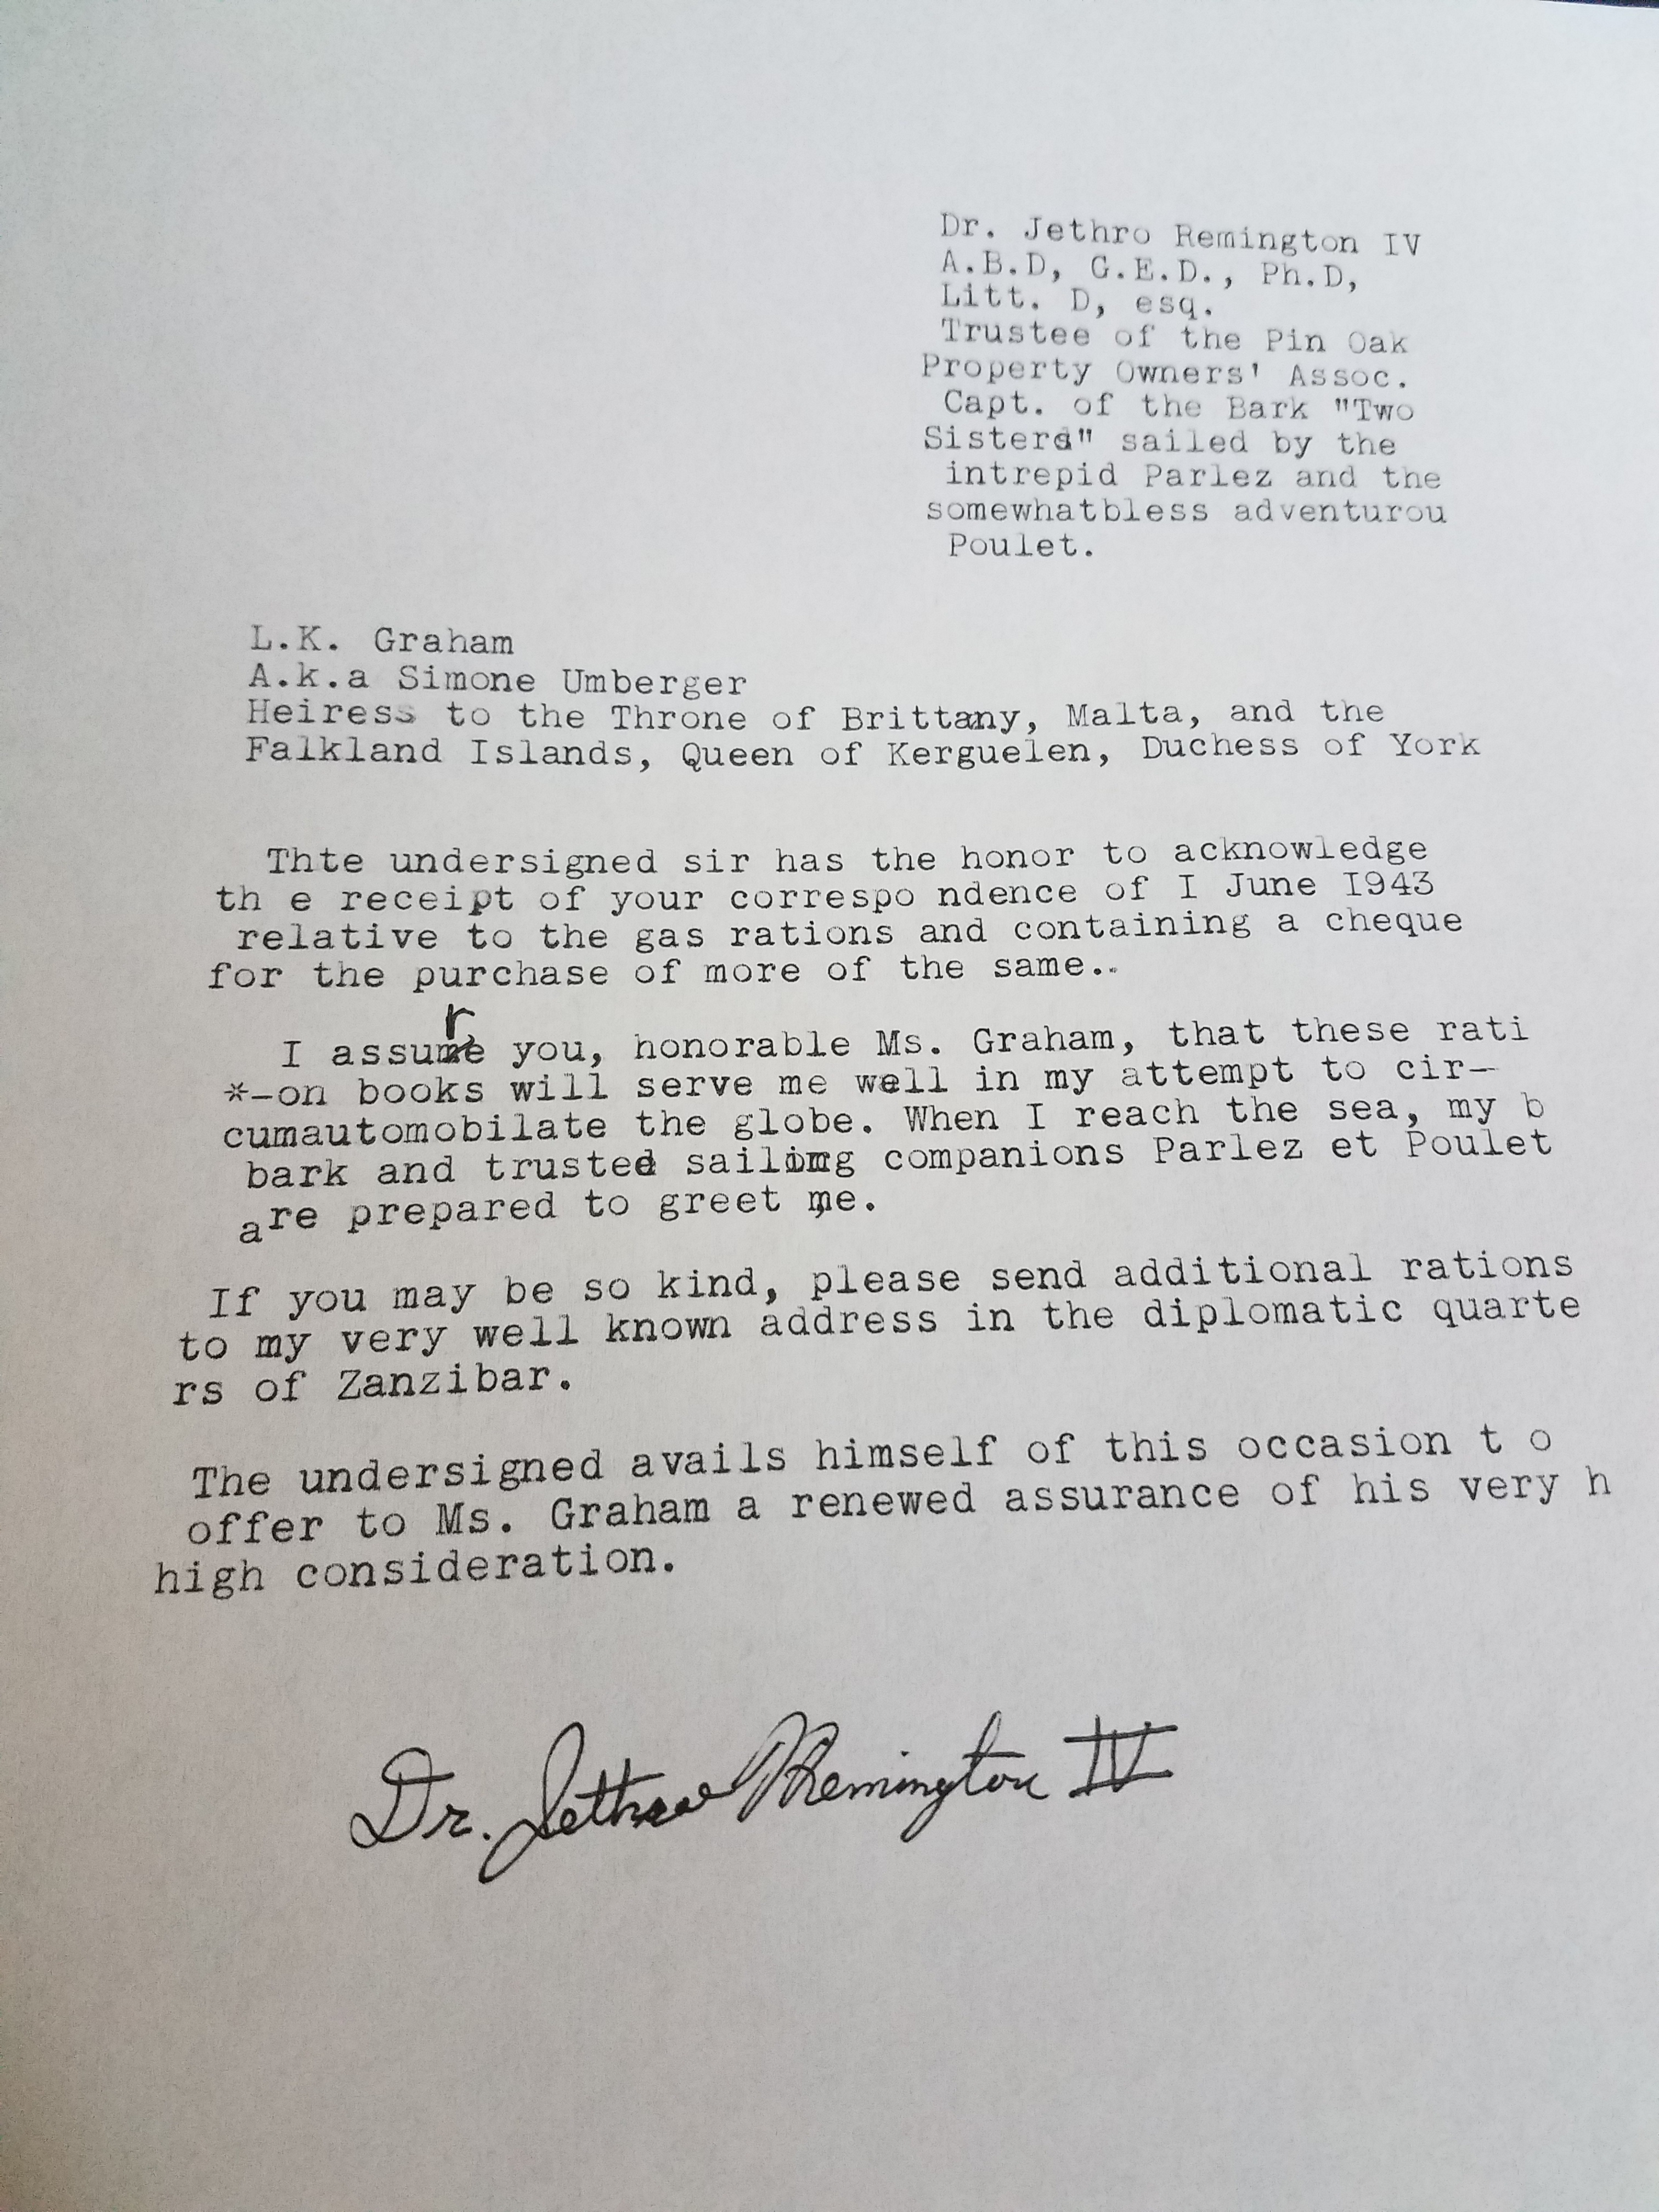 Dr. Jethro Remington IV
A.B.D, G.E.D., Ph.D,
Litt. D, esq.
Trustee of the Pin Oak
Property Owners' Assoc.
Capt. of the Bark "Two
Sisters" sailed by the
intrepid Parlez and the
somewhatbless adventurou
Poulet.
L.K. Graham
A.k.a Simone Umberger
Heiress to the Throne of Brittany, Malta, and the
Falkland Islands, Queen of Kerguelen, Duchess of York
Thte undersigned sir has the honor to acknowledge
th e receipt of your correspo ndence of I June I943
relative to the gas rations and containing a cheque
for the purchase of more of the same..
I assure you, honorable Ms. Graham, that these rati
*-on books will serve me well in my attempt to cir-
cumautomobilate the globe. When I reach the sea, my b
bark and trusted sailing companions Parlez et Poulet
are prepared to greet me.
If you may be so kind, please send additional rations
to my very well known address in the diplomatic quarte
rs of Zanzibar.
The undersigned avails himself of this occasion t o
offer to Ms. Graham a renewed assurance of his very h
high consideration.
Dr. Jethro Remington IV